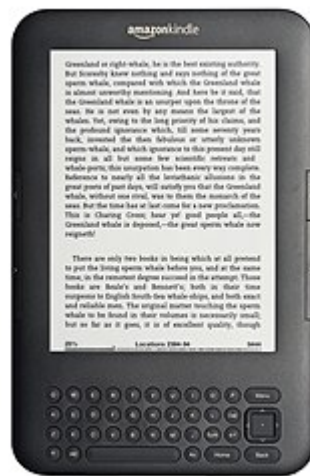 amazonkindle
Greenland or right-whale, he is the best existing authority.
But Scoresby knew nothing and says nothing of the great
sperm whale, compared with which the Greenland whale
is almost unworthy mentioning. And here be it said, that
the Greenland whale is an usurper upon the throne of the
seas. He is not even by any means the largest of the
whales. Yet, owing to the long priority of his claims, and
the profound ignorance which, till some seventy years
back, invested the then fabulous or utterly unknown
sperm-whale, and which ignorance to this present day still
reigns in all but some few scientific retreats and
whale-ports; this usurpation has been every way complete.
Reference to nearly all the leviathanic allusions in the
great poets of past days, will satisfy you that the Greenland
whale, without one rival, was to them the monarch of the
seas. But the time has at last come for a new proclamation.
This is Charing Cross; hear ye! good people all,—the
Greenland whale is deposed,—the great sperm whale now
reigneth!
There are only two books in being which at all pretend
to put the living sperm whale before you, and at the same
time, in the remotest degree succeed in the attempt. Those
books are Beale's and Bennett's; both in their time
surgeons to English South-Sea whale-ships, and both exact
and reliable men. The original matter touching the sperm
whale to be found in their volumes is necessarily small;
but so far as it goes, it is of excellent quality, though
Locations
Menu
Back